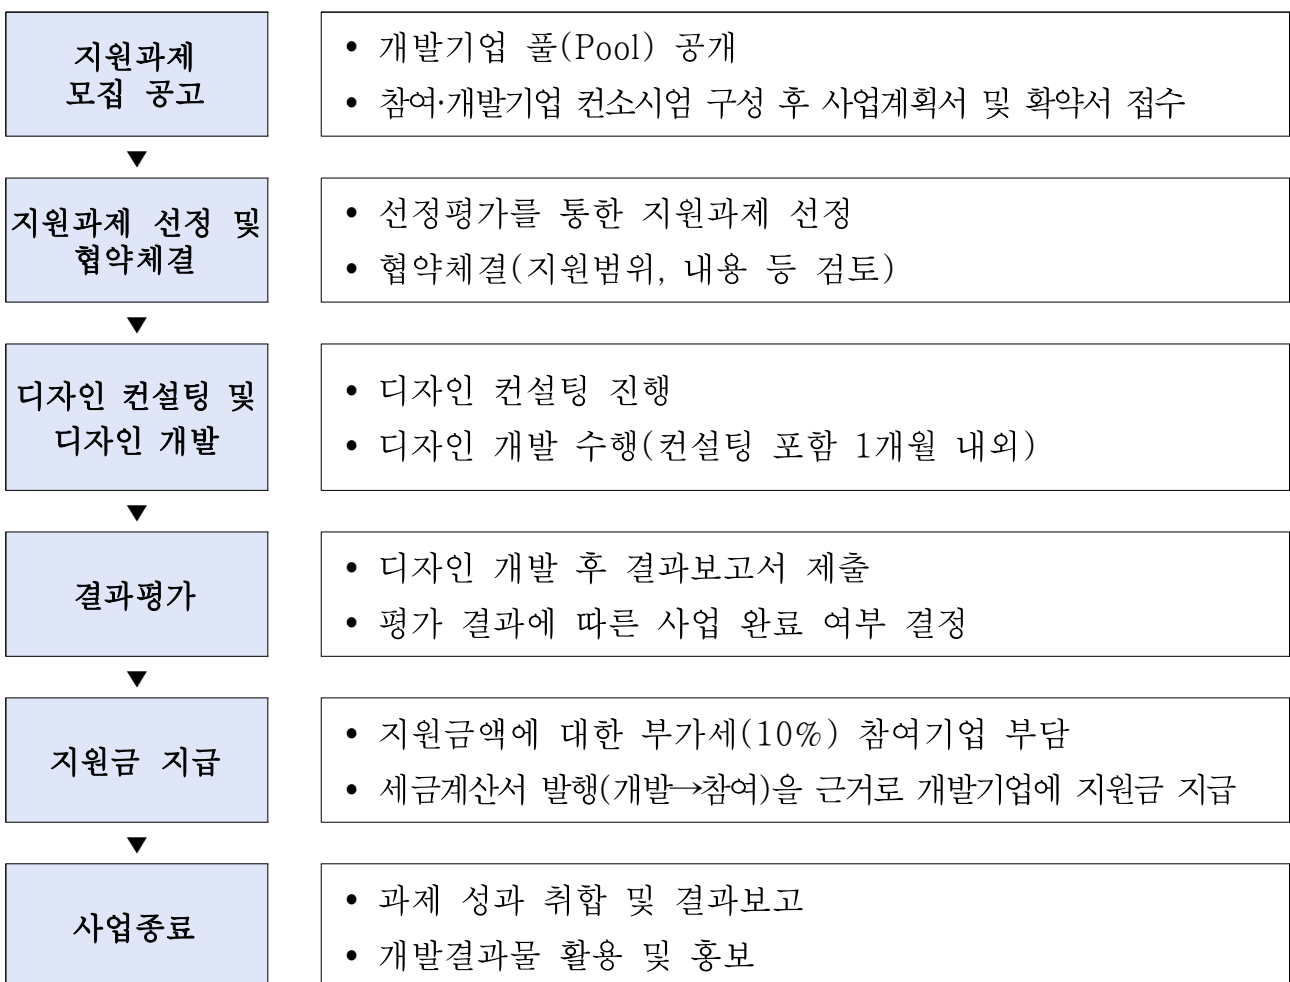 지원과제
모집 공고
• 개발기업 풀(Pool) 공개
• 참여·개발기업 컨소시엄 구성 후 사업계획서 및 확약서 접수
▼
지원과제 선정 및
협약체결
• 선정평가를 통한 지원과제 선정
• 협약체결(지원범위, 내용 등 검토)
▼
디자인 컨설팅 및
디자인 개발
• 디자인 컨설팅 진행
• 디자인 개발 수행(컨설팅 포함 1개월 내외)
▼
결과평가
• 디자인 개발 후 결과보고서 제출
• 평가 결과에 따른 사업 완료 여부 결정
▼
지원금 지급
• 지원금액에 대한 부가세(10%) 참여기업 부담
• 세금계산서 발행(개발→참여)을 근거로 개발기업에 지원금 지급
▼
사업종료
• 과제 성과 취합 및 결과보고
• 개발결과물 활용 및 홍보